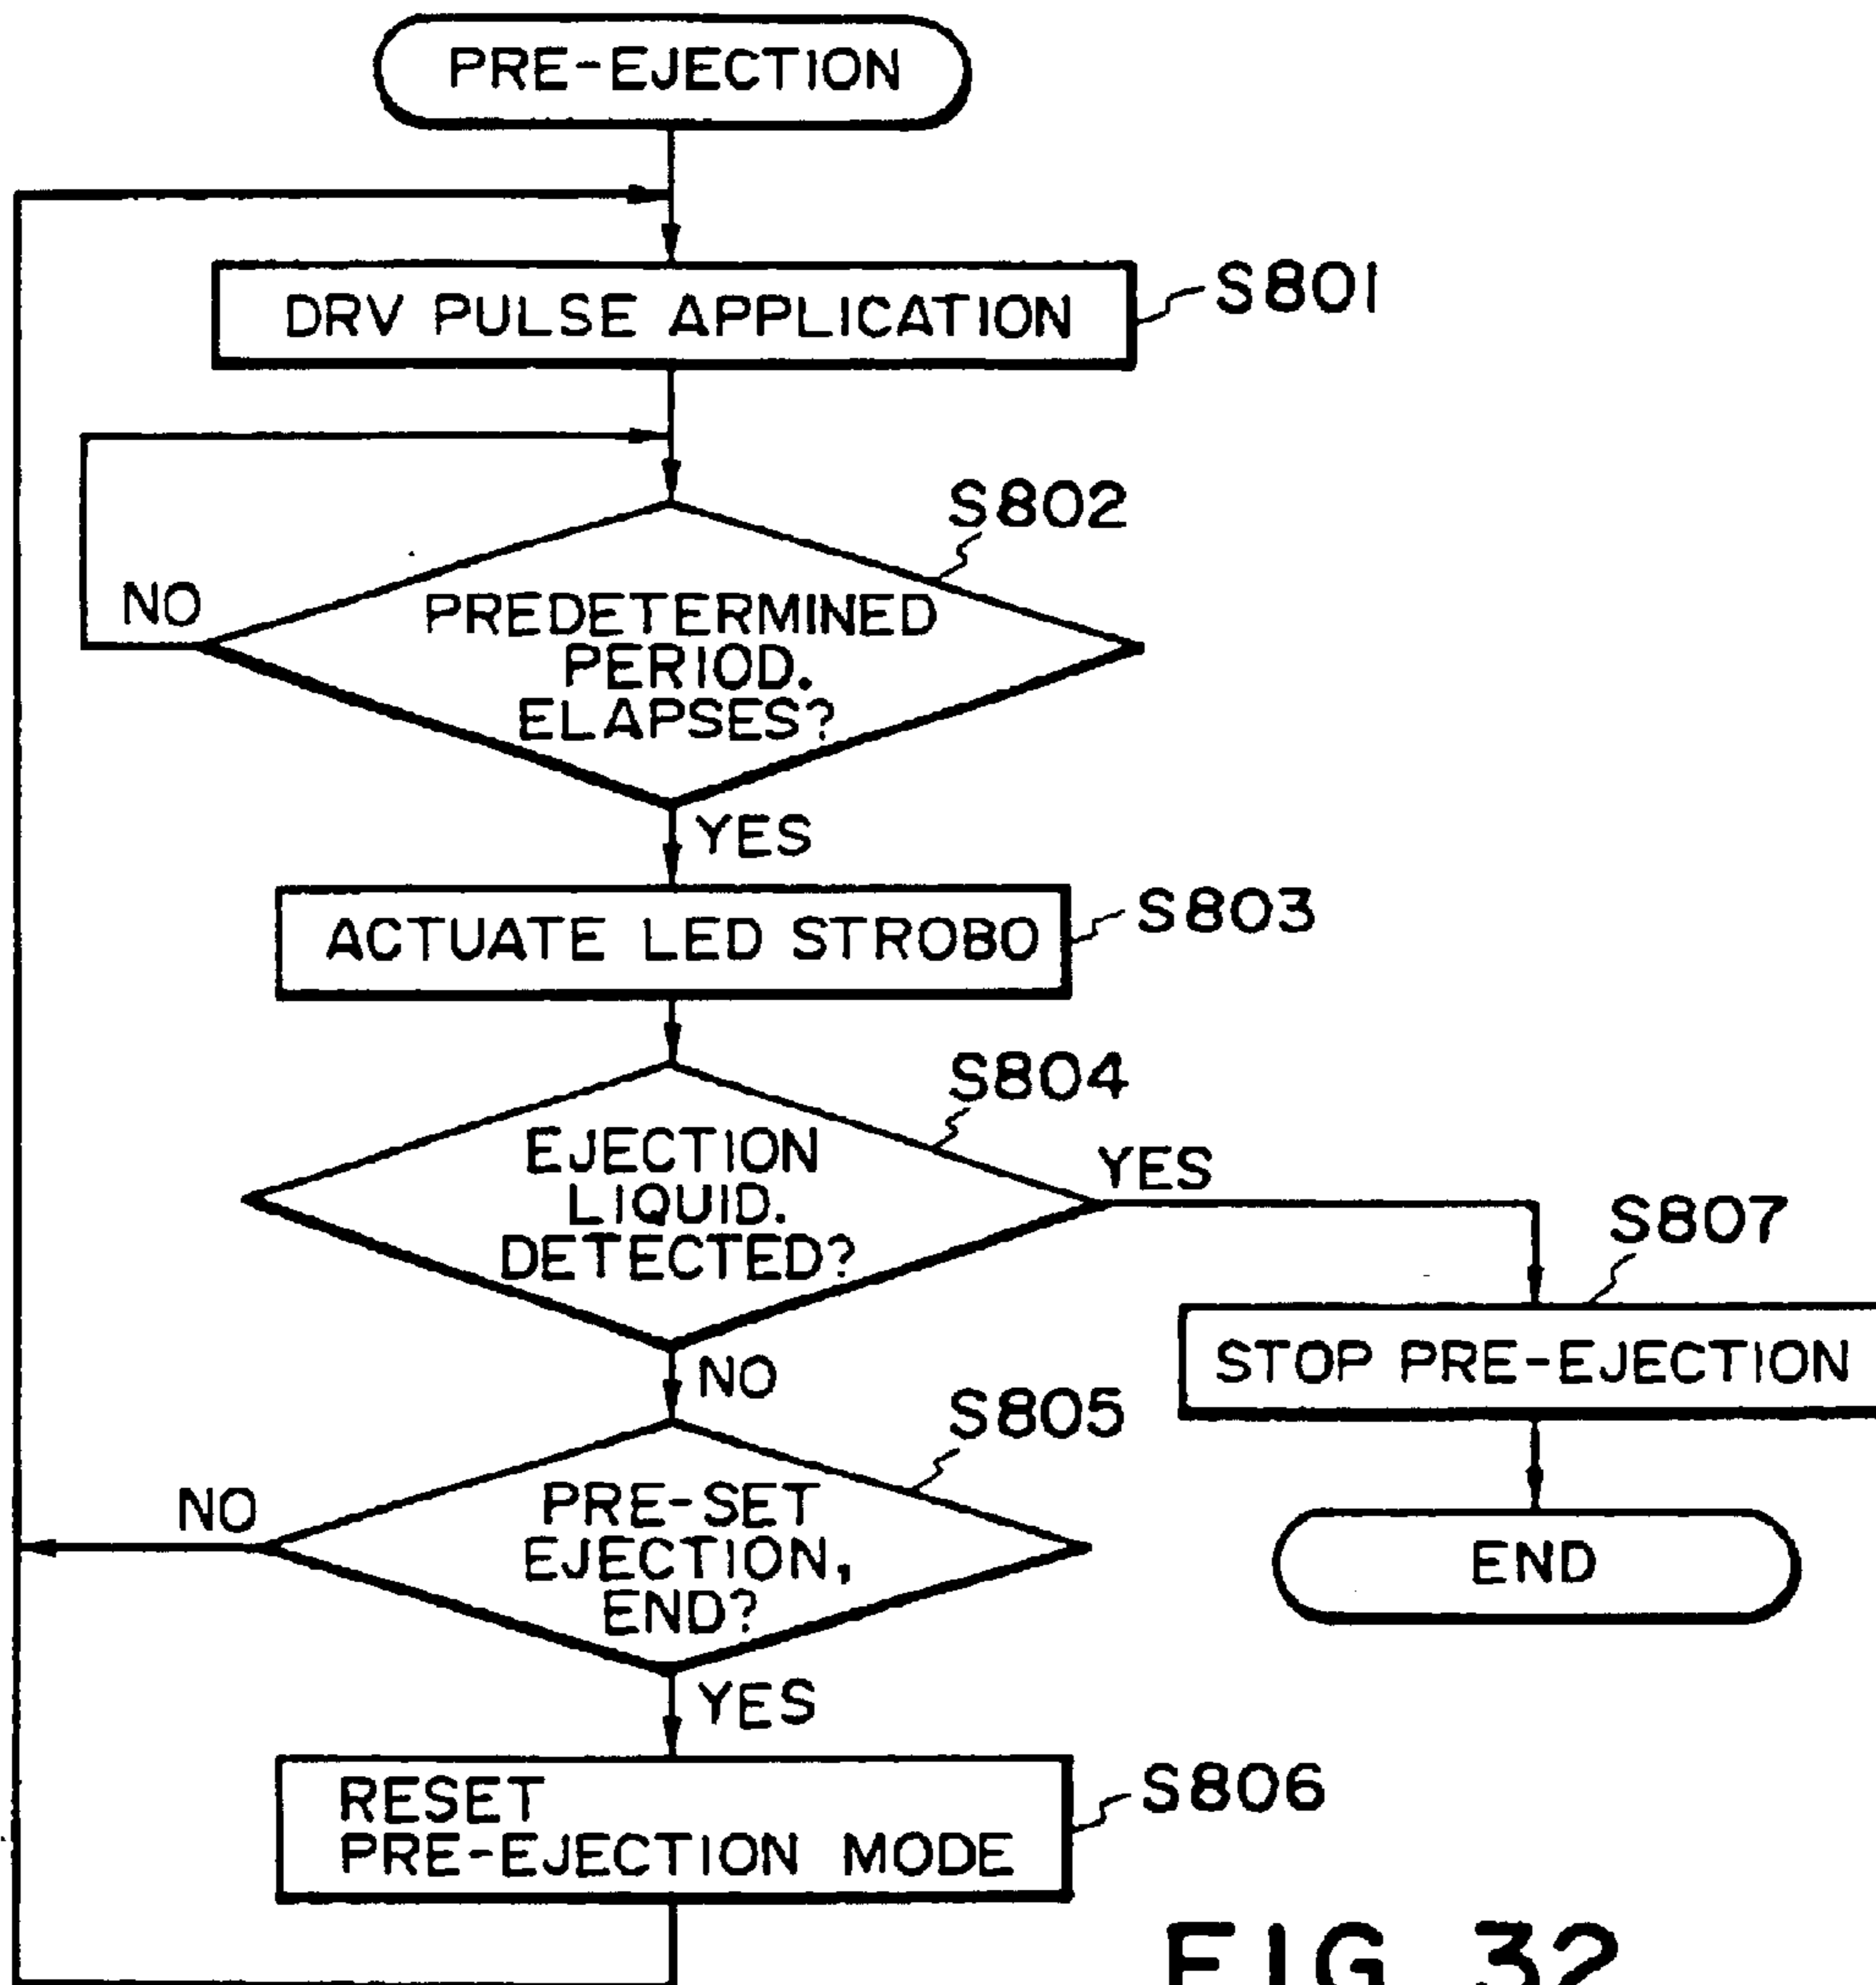 PRE-EJECTION
DRV PULSE APPLICATION
S801
S802
NO
PREDETERMINED
PERIOD.
ELAPSES?
YES
ACTUATE LED STROBO
S803
S804
EJECTION
LIQUID.
DETECTED?
YES
S807
STOP PRE-EJECTION
NO
S805
NO
PRE-SET
EJECTION,
END?
END
YES
RESET
PRE-EJECTION MODE
S806
FIG. 32